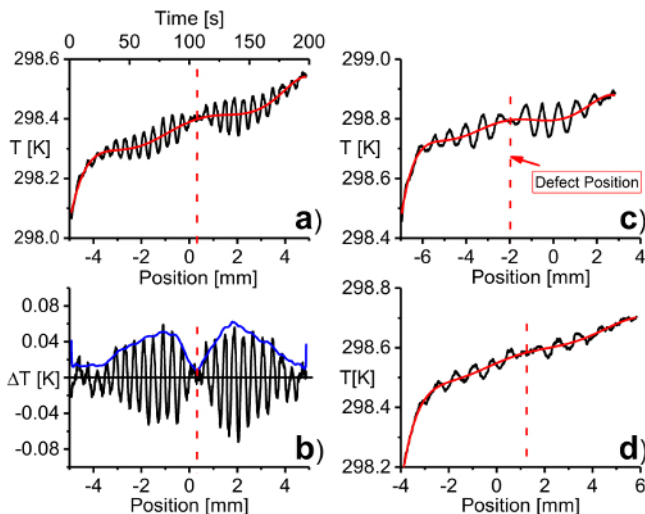 Time [s]
0 50 100 150 200
298.6
298.4
T [K]
298.2
298.0
a)
-4 -2 0 2 4
Position [mm]
299.0
298.8
T [K]
298.6
298.4
Defect Position
c)
-6 -4 -2 0 2
Position [mm]
0.08
0.04
ΔT [K]
0.00
-0.04
-0.08
b)
-4 -2 0 2 4
Position [mm]
298.8
298.6
T[K]
298.4
298.2
d)
-4 -2 0 2 4 6
Position [mm]